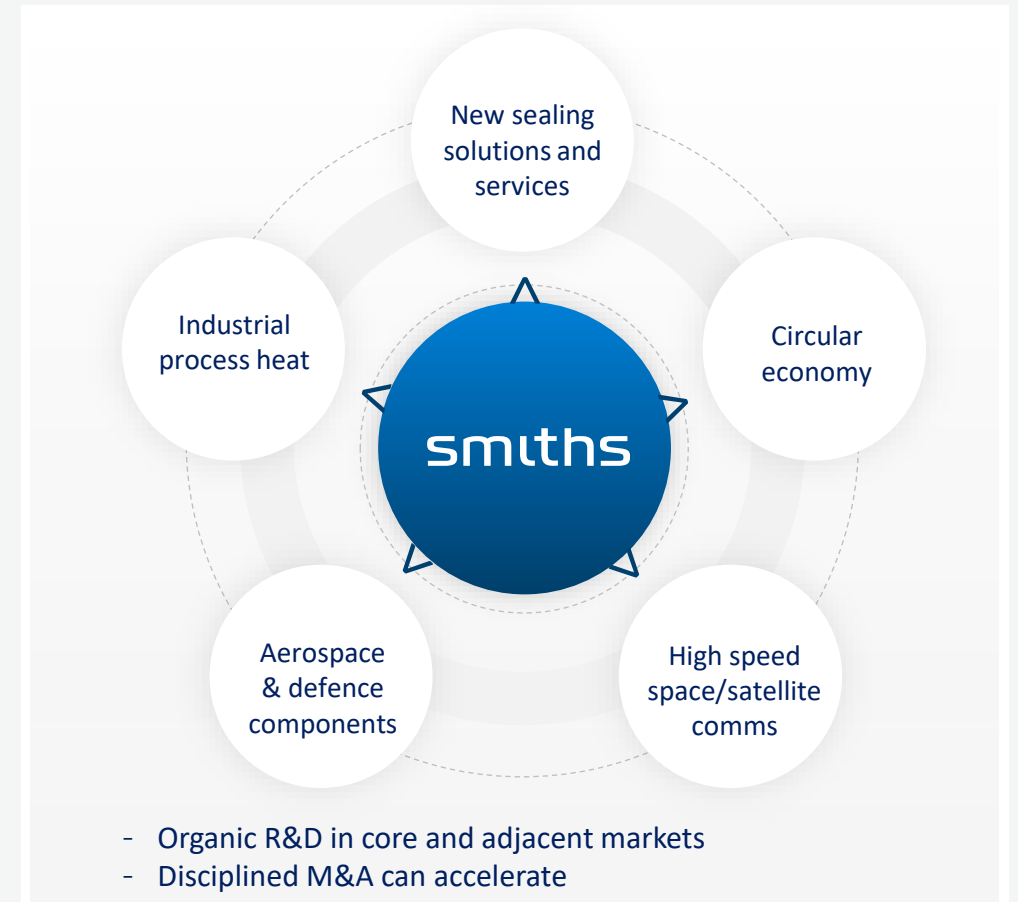 New sealing
solutions and
services
Industrial
process heat
Circular
economy
smiths
Aerospace
& defence
components
High speed
space/satellite
comms
- Organic R&D in core and adjacent markets
- Disciplined M&A can accelerate